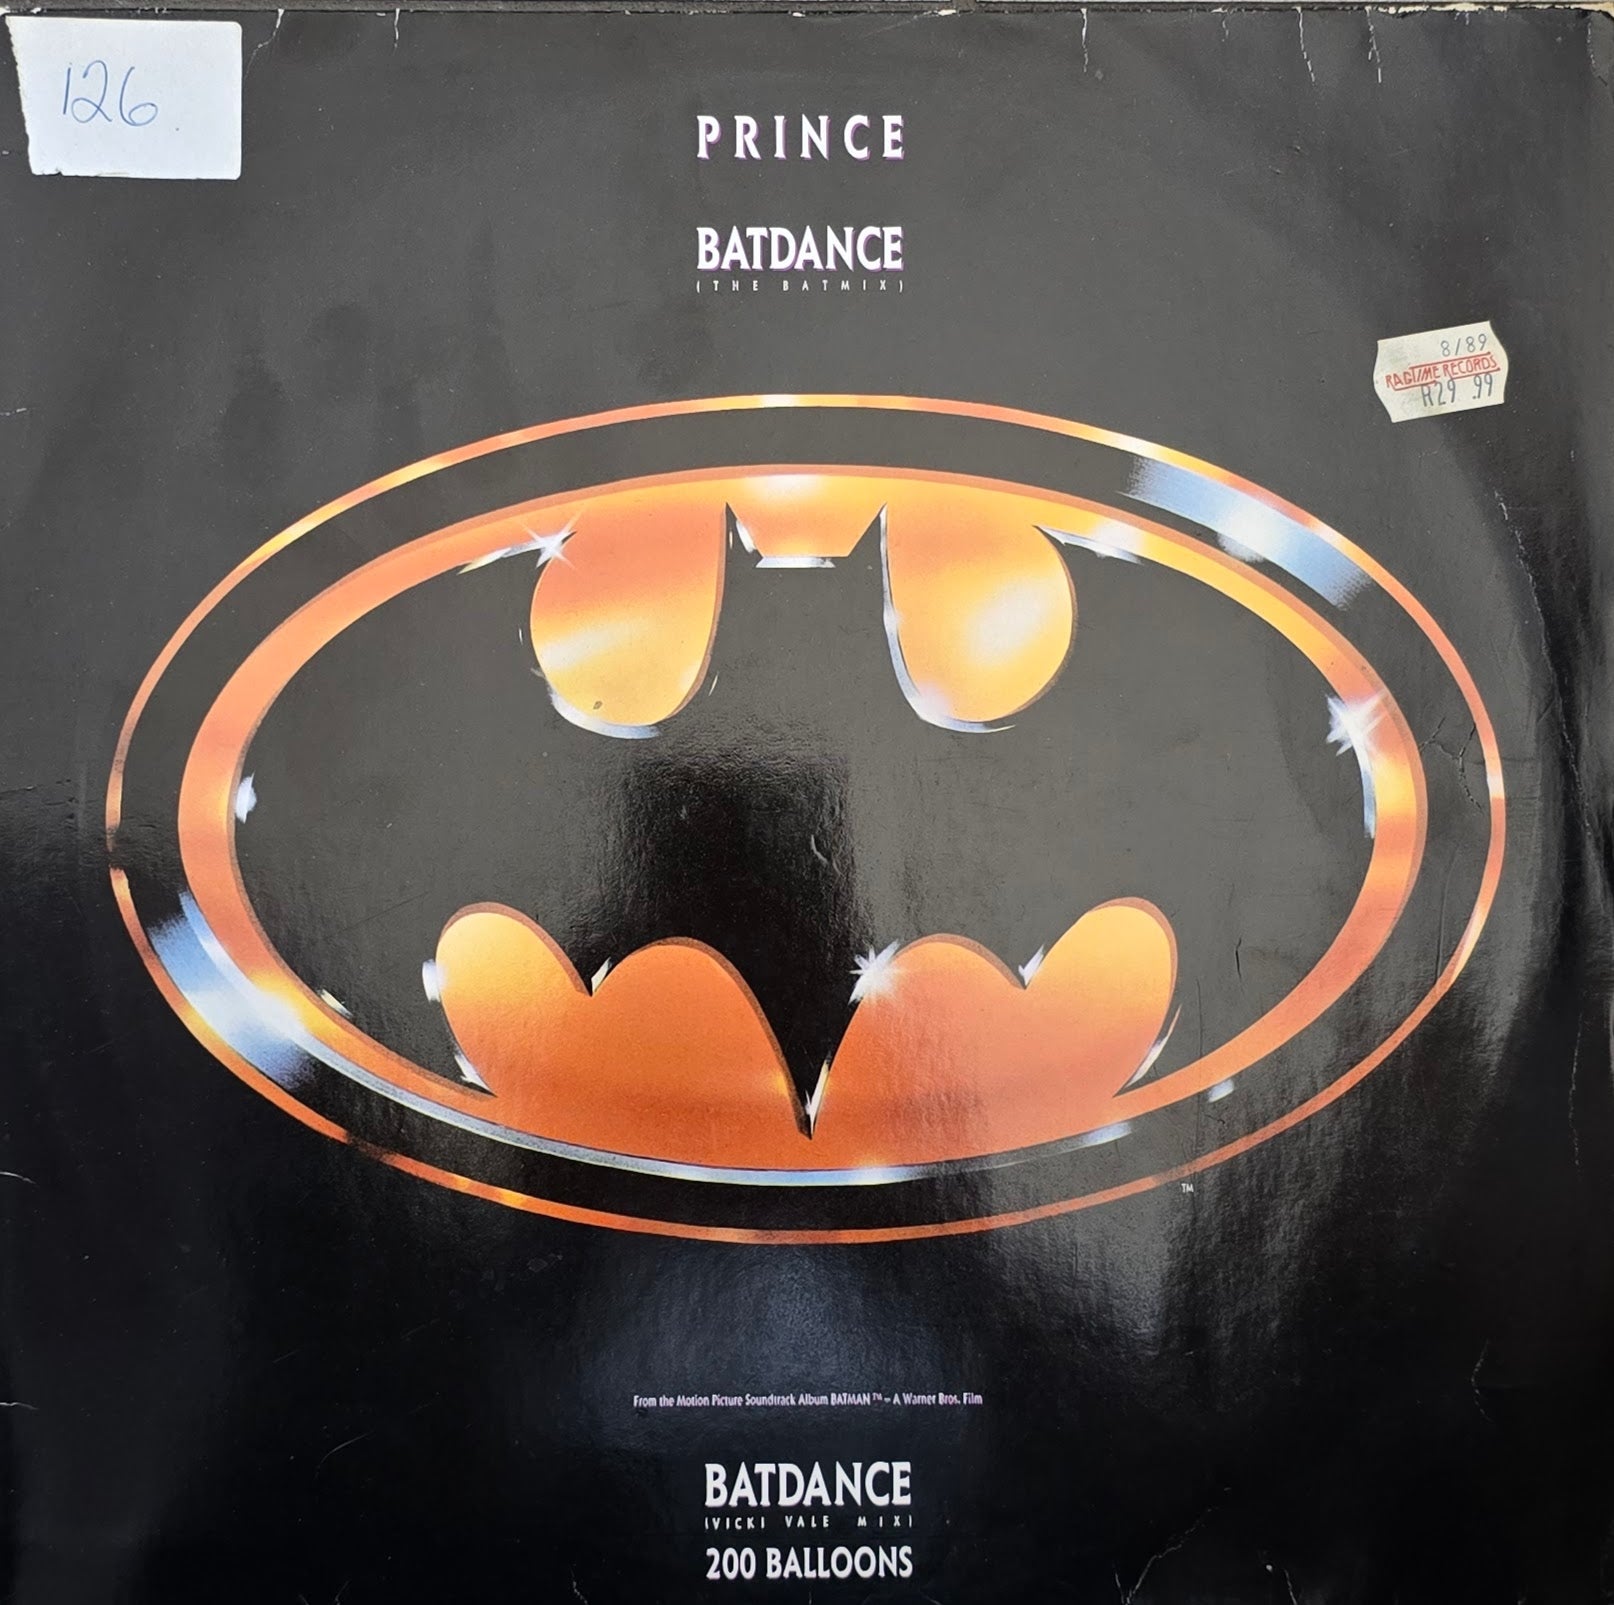 126
PRINCE
BATDANCE
(THE BATMIX)
8/89
RAGTIME RECORDS
R29.99
TM
From the Motion Picture Soundtrack Album BATMAN™ – A Warner Bros. Film
BATDANCE
(VICKI VALE MIX)
200 BALLOONS